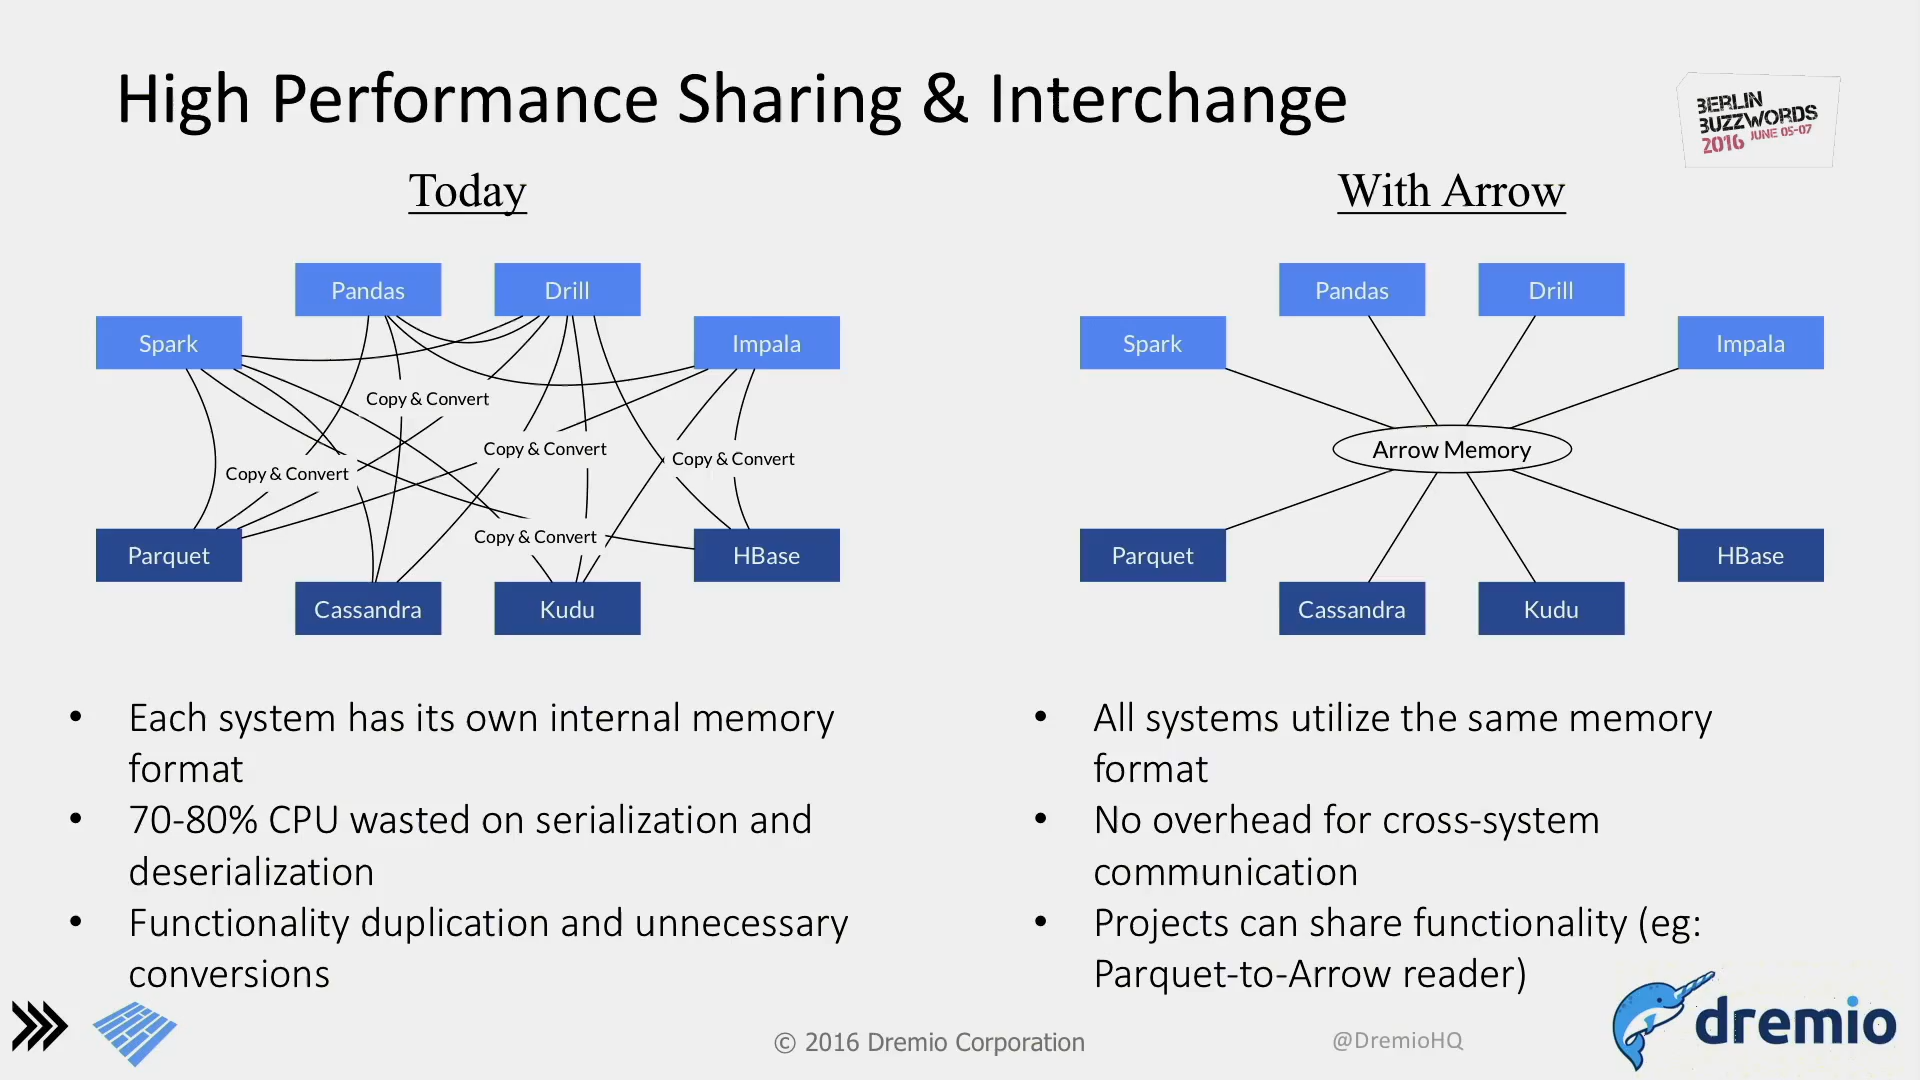 High Performance Sharing & Interchange
BERLIN
BUZZWORDS
2016 JUNE 05-07
Today
Pandas
Drill
Spark
Impala
Copy & Convert
Copy & Convert
Copy & Convert
Copy & Convert
Copy & Convert
Parquet
HBase
Cassandra
Kudu
• Each system has its own internal memory
format
• 70-80% CPU wasted on serialization and
deserialization
• Functionality duplication and unnecessary
conversions
With Arrow
Pandas
Drill
Spark
Impala
Arrow Memory
Parquet
HBase
Cassandra
Kudu
• All systems utilize the same memory
format
• No overhead for cross-system
communication
• Projects can share functionality (eg:
Parquet-to-Arrow reader)
© 2016 Dremio Corporation
@DremioHQ
dremio